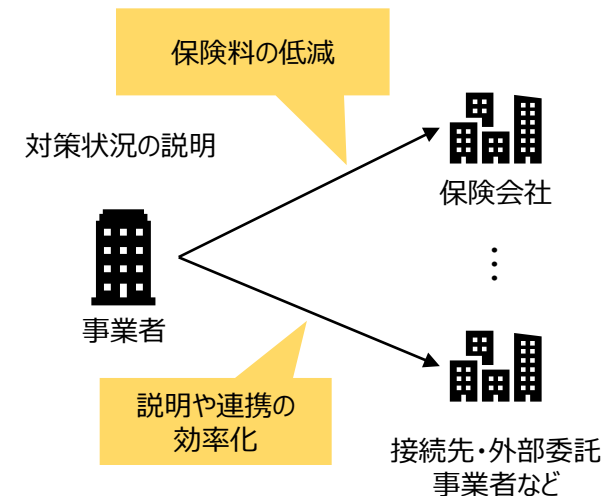 保険料の低減
対策状況の説明
保険会社
⋮
事業者
説明や連携の
効率化
接続先・外部委託
事業者など